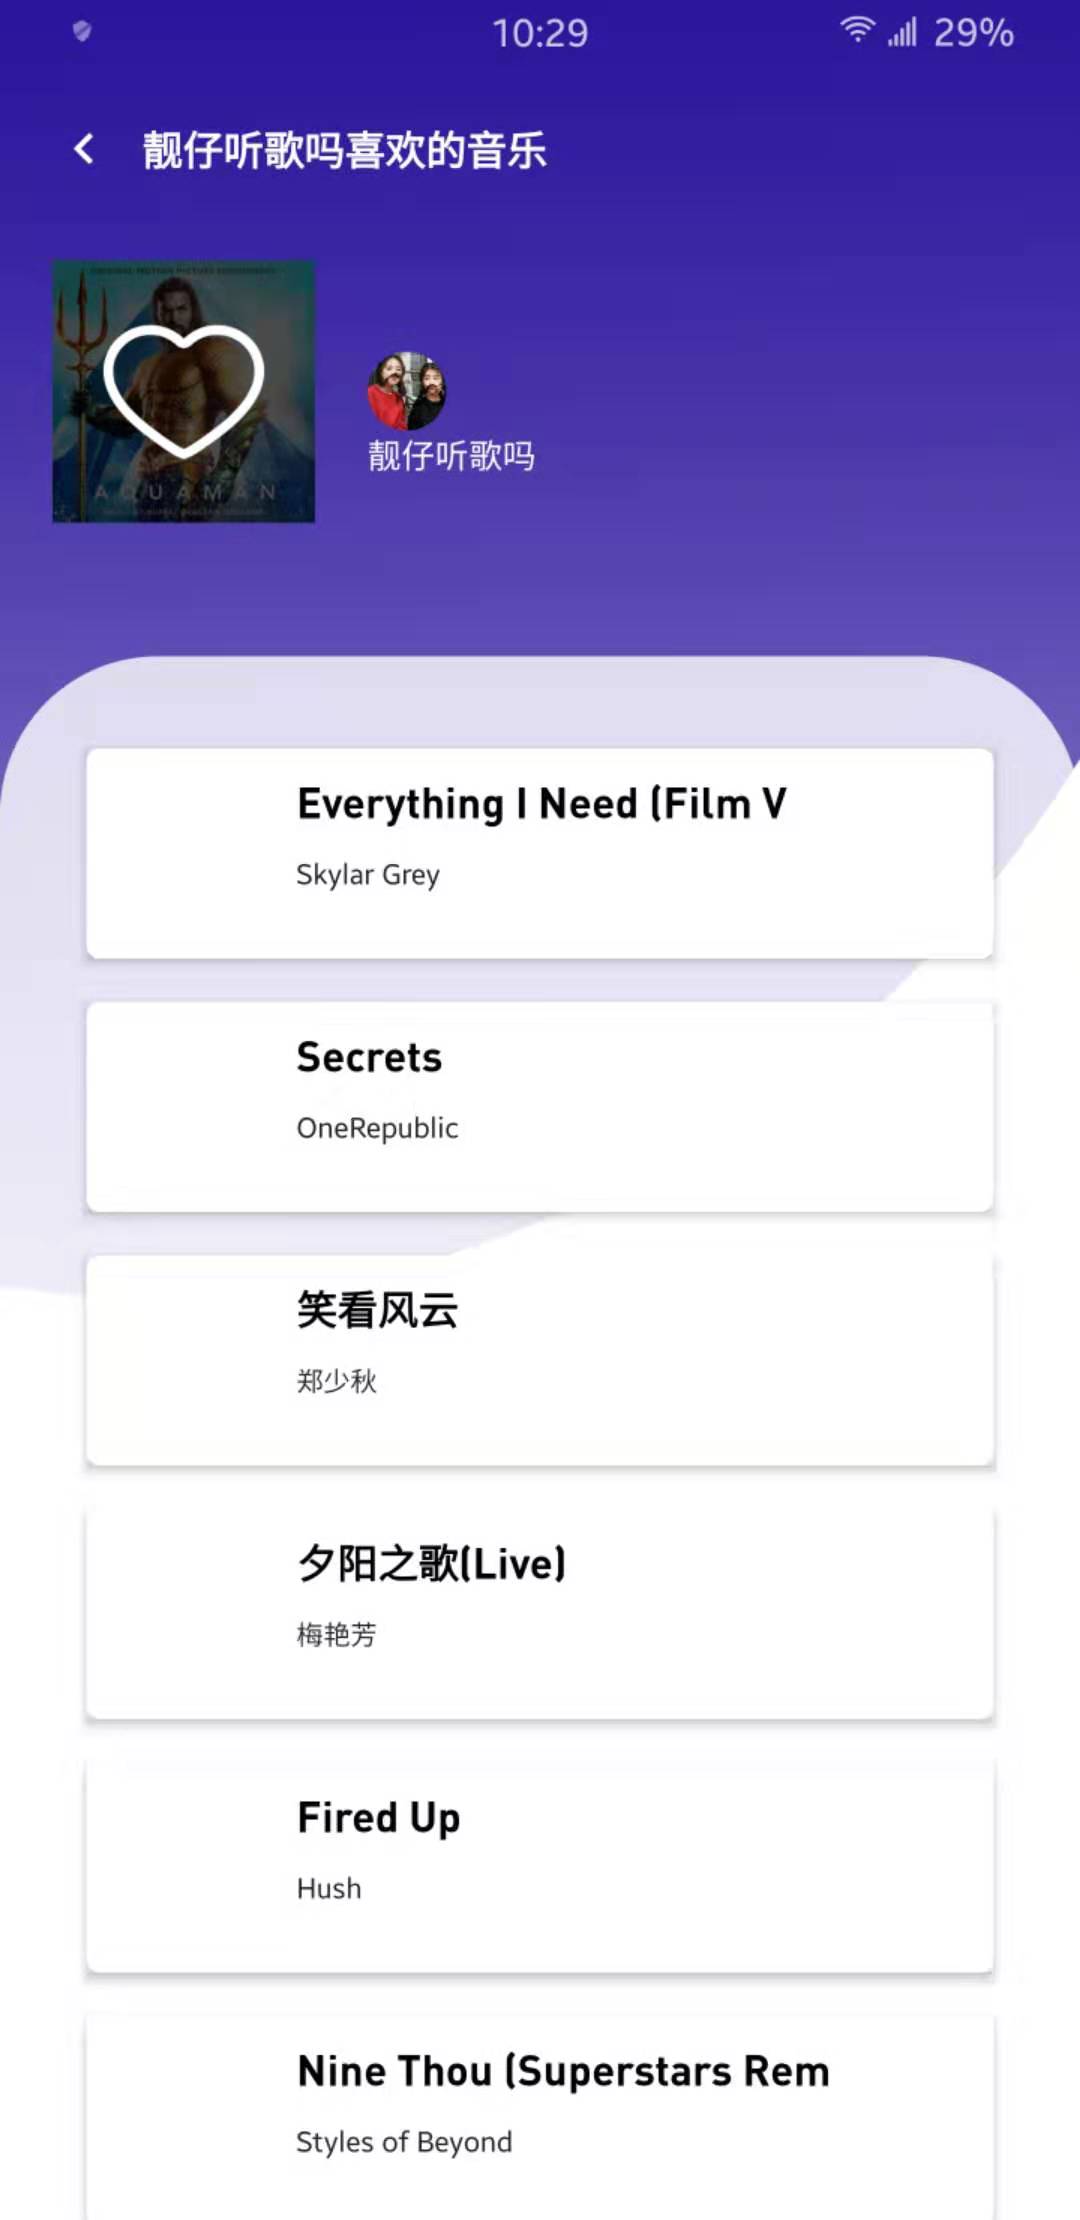 10:29
29%
靓仔听歌吗喜欢的音乐
AQUAMAN
靓仔听歌吗
Everything I Need (Film V
Skylar Grey
Secrets
OneRepublic
笑看风云
郑少秋
夕阳之歌(Live)
梅艳芳
Fired Up
Hush
Nine Thou (Superstars Rem
Styles of Beyond